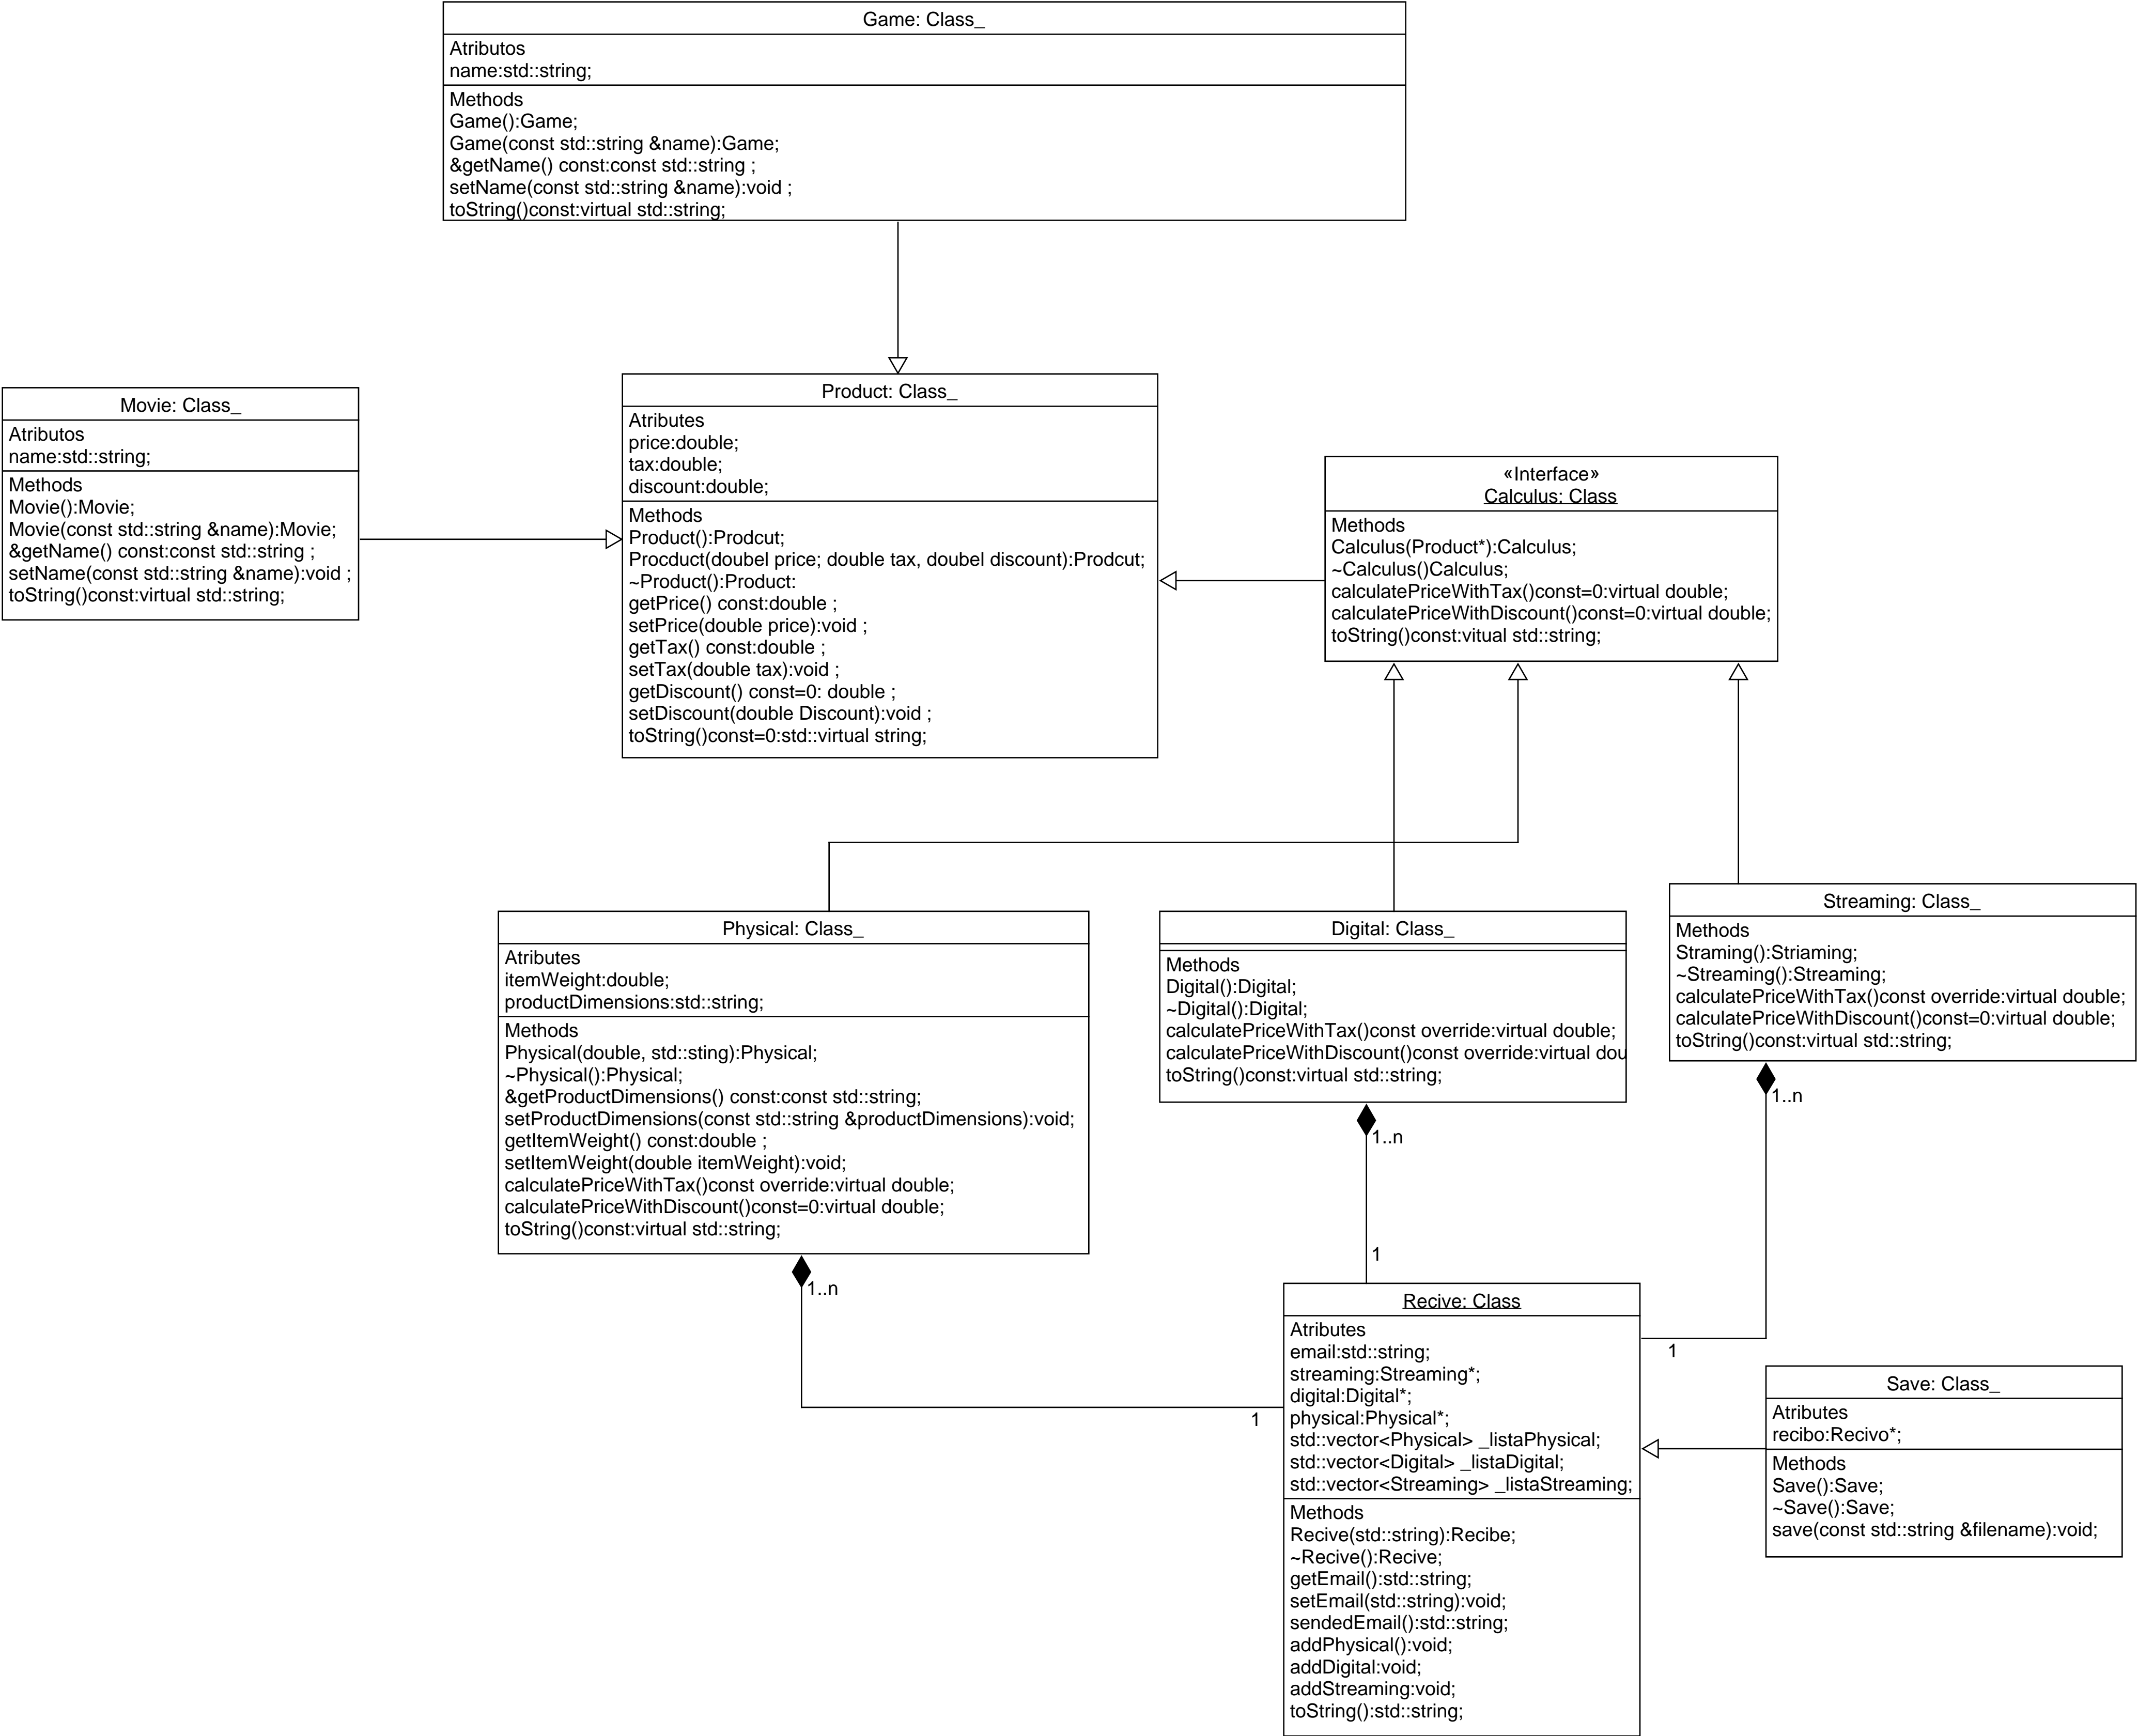 Game: Class_
Atributos
name:std::string;
Methods
Game():Game;
Game(const std::string &name):Game;
&getName() const:const std::string ;
setName(const std::string &name):void ;
toString()const:virtual std::string;
Movie: Class_
Atributos
name:std::string;
Methods
Movie():Movie;
Movie(const std::string &name):Movie;
&getName() const:const std::string ;
setName(const std::string &name):void ;
toString()const:virtual std::string;
Product: Class_
Atributes
price:double;
tax:double;
discount:double;
Methods
Product():Prodcut;
Procduct(doubel price; double tax, doubel discount):Prodcut;
~Product():Product:
getPrice() const:double ;
setPrice(double price):void ;
getTax() const:double ;
setTax(double tax):void ;
getDiscount() const=0: double ;
setDiscount(double Discount):void ;
toString()const=0:std::virtual string;
«Interface»
Calculus: Class
Methods
Calculus(Product*):Calculus;
~Calculus()Calculus;
calculatePriceWithTax()const=0:virtual double;
calculatePriceWithDiscount()const=0:virtual double;
toString()const:vitual std::string;
Physical: Class_
Atributes
itemWeight:double;
productDimensions:std::string;
Methods
Physical(double, std::sting):Physical;
~Physical():Physical;
&getProductDimensions() const:const std::string;
setProductDimensions(const std::string &productDimensions):void;
getItemWeight() const:double ;
setItemWeight(double itemWeight):void;
calculatePriceWithTax()const override:virtual double;
calculatePriceWithDiscount()const=0:virtual double;
toString()const:virtual std::string;
1..n
1
Digital: Class_
Methods
Digital():Digital;
~Digital():Digital;
calculatePriceWithTax()const override:virtual double;
calculatePriceWithDiscount()const override:virtual dou
toString()const:virtual std::string;
1..n
1
Streaming: Class_
Methods
Straming():Striaming;
~Streaming():Streaming;
calculatePriceWithTax()const override:virtual double;
calculatePriceWithDiscount()const=0:virtual double;
toString()const:virtual std::string;
1..n
1
Recive: Class
Atributes
email:std::string;
streaming:Streaming*;
digital:Digital*;
physical:Physical*;
std::vector<Physical> _listaPhysical;
std::vector<Digital> _listaDigital;
std::vector<Streaming> _listaStreaming;
Methods
Recive(std::string):Recibe;
~Recive():Recive;
getEmail():std::string;
setEmail(std::string):void;
sendedEmail():std::string;
addPhysical():void;
addDigital:void;
addStreaming:void;
toString():std::string;
Save: Class_
Atributes
recibo:Recivo*;
Methods
Save():Save;
~Save():Save;
save(const std::string &filename):void;